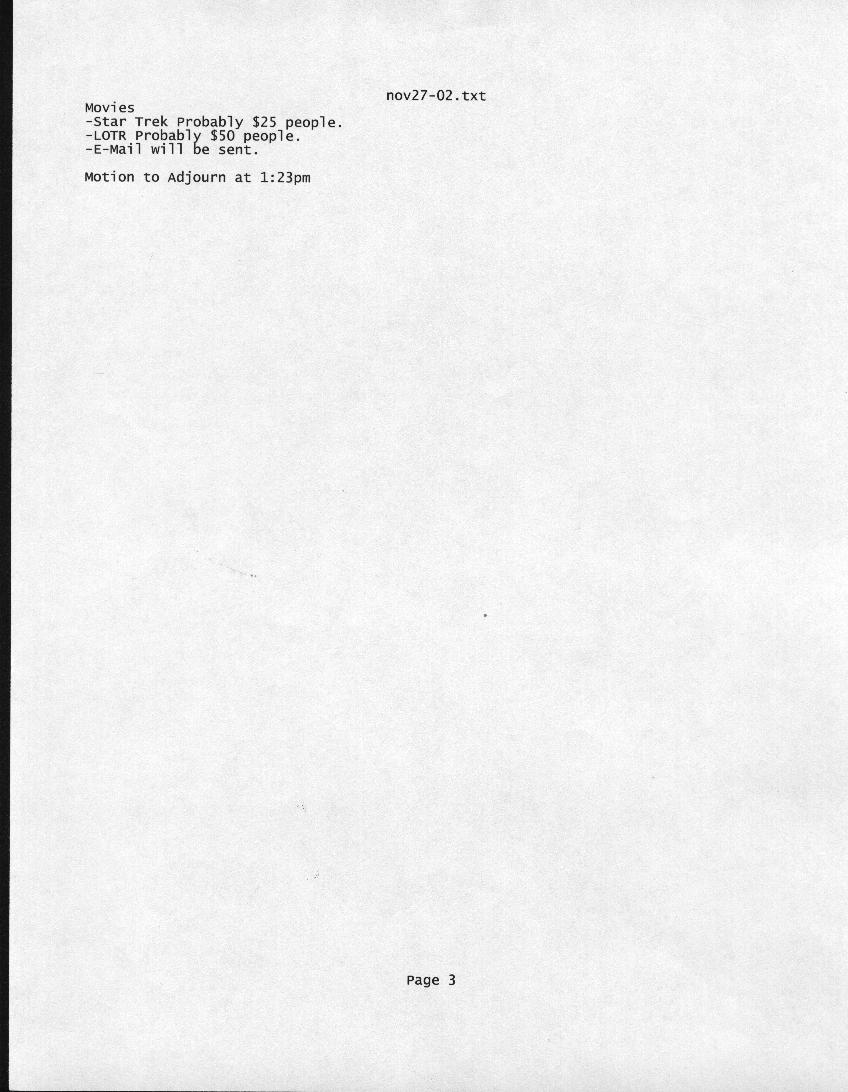 nov27-02.txt
Movies
-Star Trek Probably $25 people.
-LOTR Probably $50 people.
-E-Mail will be sent.
Motion to Adjourn at 1:23pm
Page 3